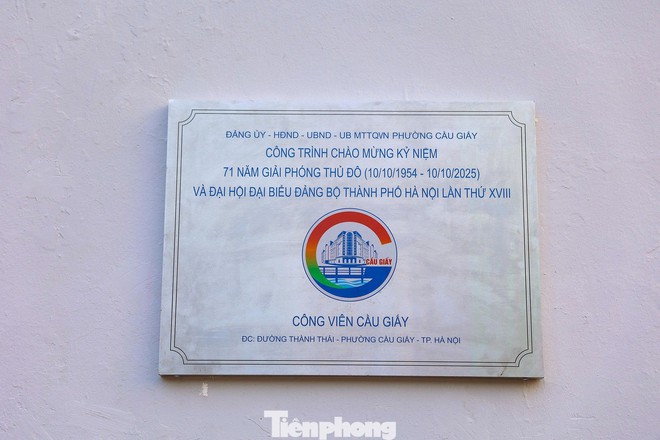 ĐẢNG ỦY - HĐND - UBND - UB MTTQVN PHƯỜNG CẦU GIẤY
CÔNG TRÌNH CHÀO MỪNG KỶ NIỆM
71 NĂM GIẢI PHÓNG THỦ ĐÔ (10/10/1954 - 10/10/2025)
VÀ ĐẠI HỘI ĐẠI BIỂU ĐẢNG BỘ THÀNH PHỐ HÀ NỘI LẦN THỨ XVIII
CẦU GIẤY
CÔNG VIÊN CẦU GIẤY
ĐC: ĐƯỜNG THÀNH THÁI - PHƯỜNG CẦU GIẤY - TP. HÀ NỘI
Tiênphong